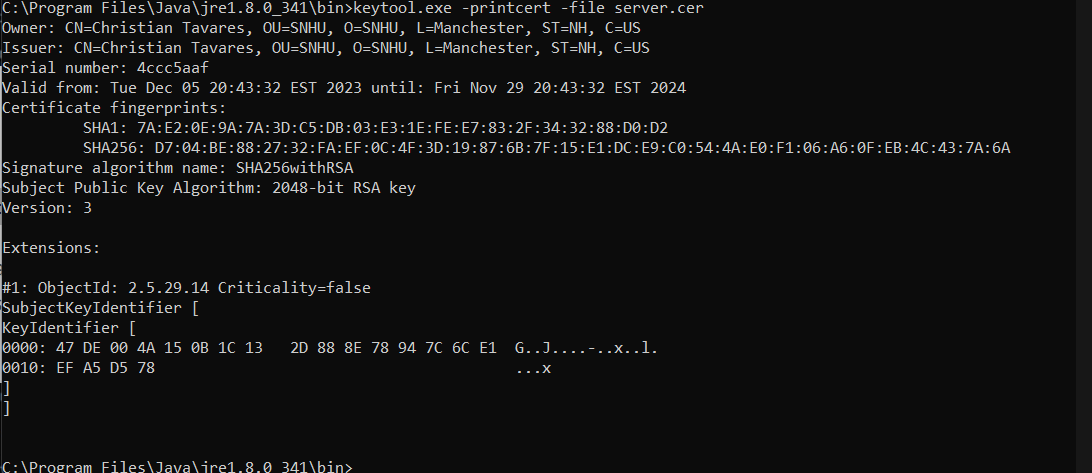 C:\Program Files\Java\jre1.8.0_341\bin>keytool.exe -printcert -file server.cer
Owner: CN=Christian Tavares, OU=SNHU, O=SNHU, L=Manchester, ST=NH, C=US
Issuer: CN=Christian Tavares, OU=SNHU, O=SNHU, L=Manchester, ST=NH, C=US
Serial number: 4ccc5aaf
Valid from: Tue Dec 05 20:43:32 EST 2023 until: Fri Nov 29 20:43:32 EST 2024
Certificate fingerprints:
         SHA1: 7A:E2:0E:9A:7A:3D:C5:DB:03:E3:1E:FE:E7:83:2F:34:32:88:D0:D2
         SHA256: D7:04:BE:88:27:32:FA:EF:0C:4F:3D:19:87:6B:7F:15:E1:DC:E9:C0:54:4A:E0:F1:06:A6:0F:EB:4C:43:7A:6A
Signature algorithm name: SHA256withRSA
Subject Public Key Algorithm: 2048-bit RSA key
Version: 3

Extensions:

#1: ObjectId: 2.5.29.14 Criticality=false
SubjectKeyIdentifier [
KeyIdentifier [
0000: 47 DE 00 4A 15 0B 1C 13   2D 88 8E 78 94 7C 6C E1  G..J....-..x..l.
0010: EF A5 D5 78                                        ...x
]
]

C:\Program Files\Java\jre1.8.0_341\bin>